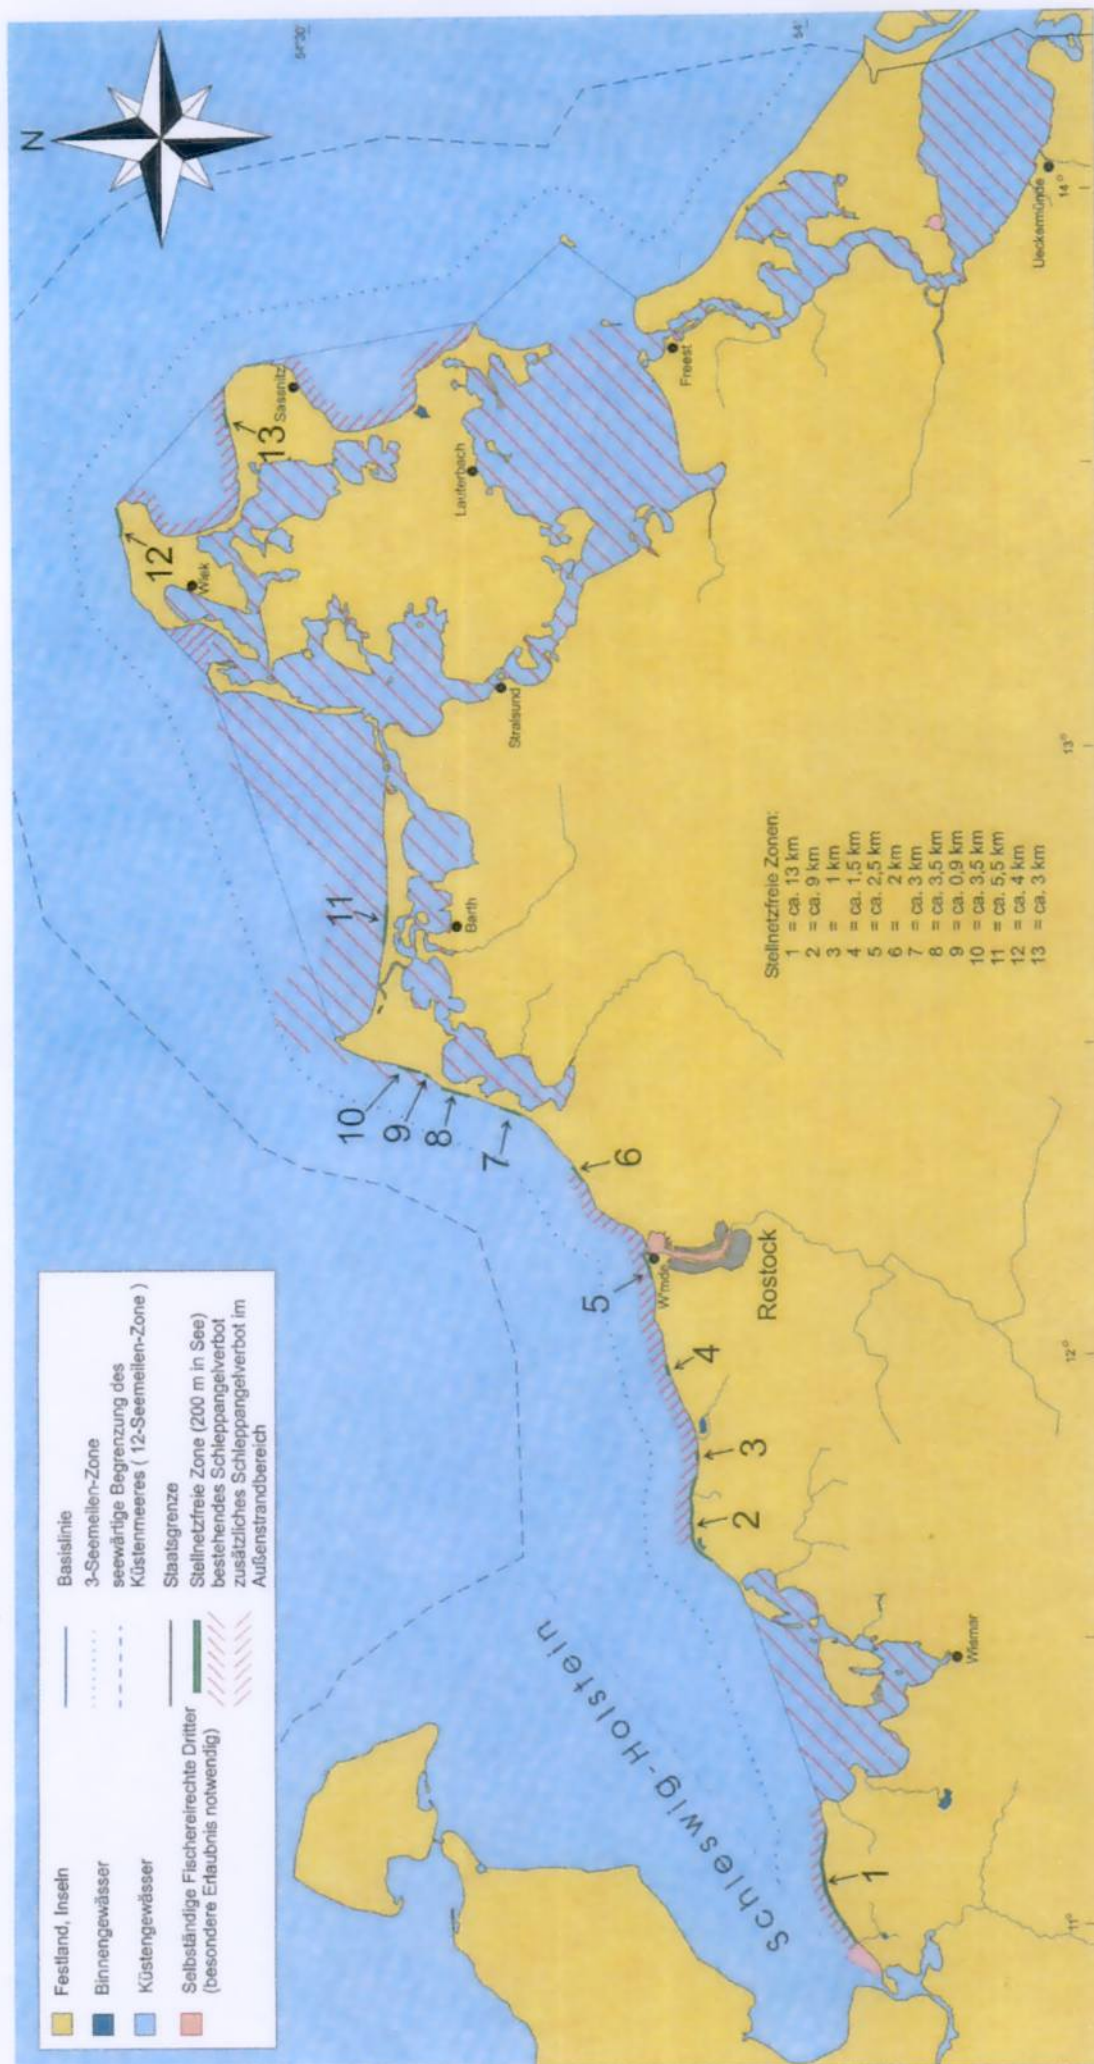 Festland, Inseln
Binnengewässer
Küstengewässer
Selbständige Fischereirechte Dritter
(besondere Erlaubnis notwendig)
Basislinie
3-Seemeilen-Zone
seewärtige Begrenzung des
Küstenmeeres ( 12-Seemeilen-Zone )
Staatsgrenze
Stellnetzfreie Zone (200 m in See)
bestehendes Schleppangelverbot
zusätzliches Schleppangelverbot im
Außenstrandbereich
N
54°30'
54°
Schleswig-Holstein
10
9
8
7
6
5
4
3
2
1
11
12
13
Wiek
Sassnitz
Lauterbach
Stralsund
Barth
Freest
Ueckermünde
W'mde
Rostock
Wismar
11°
12°
13°
14°
Stellnetzfreie Zonen:
1 = ca. 13 km
2 = ca. 9 km
3 = 1 km
4 = ca. 1,5 km
5 = ca. 2,5 km
6 = 2 km
7 = ca. 3 km
8 = ca. 3,5 km
9 = ca. 0,9 km
10 = ca. 3,5 km
11 = ca. 5,5 km
12 = ca. 4 km
13 = ca. 3 km